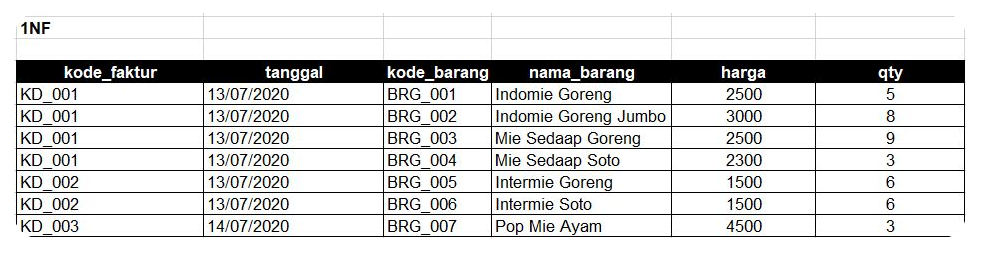 1NF
kode_faktur tanggal kode_barang nama_barang harga qty
KD_001 13/07/2020 BRG_001 Indomie Goreng 2500 5
KD_001 13/07/2020 BRG_002 Indomie Goreng Jumbo 3000 8
KD_001 13/07/2020 BRG_003 Mie Sedaap Goreng 2500 9
KD_001 13/07/2020 BRG_004 Mie Sedaap Soto 2300 3
KD_002 13/07/2020 BRG_005 Intermie Goreng 1500 6
KD_002 13/07/2020 BRG_006 Intermie Soto 1500 6
KD_003 14/07/2020 BRG_007 Pop Mie Ayam 4500 3